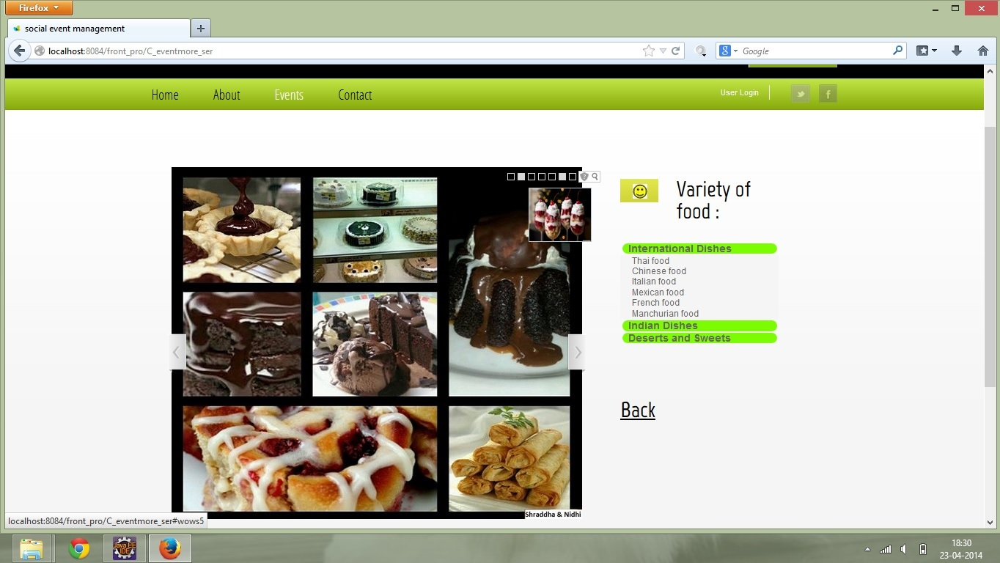 Firefox
social event management
localhost:8084/front_pro/C_eventmore_ser
Google
Home
About
Events
Contact
User Login
Variety of
food :
International Dishes
Thai food
Chinese food
Italian food
Mexican food
French food
Manchurian food
Indian Dishes
Deserts and Sweets
Back
Shraddha & Nidhi
localhost:8084/front_pro/C_eventmore_ser#wows5
Java EE
IDE
18:30
23-04-2014